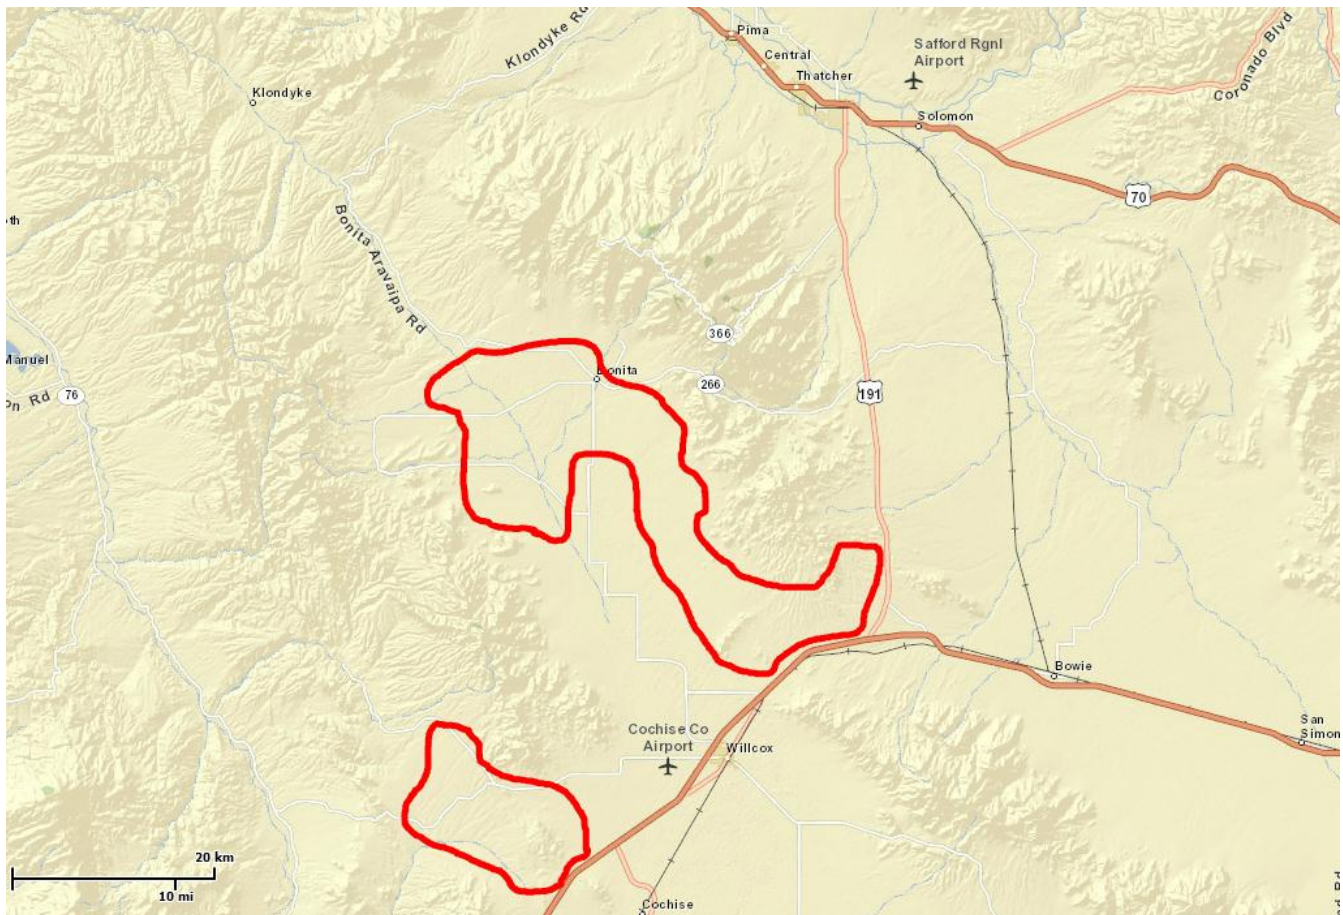 Klondyke Rd
Pima
Central
Thatcher
Safford Rgnl
Airport
Coronado Blvd
Klondyke
Solomon
70
Bonita Aravaipa Rd
366
Manuel
76
on Rd
Bonita
266
191
Bowie
San
Simon
Cochise Co
Airport
Willcox
20 km
10 mi
Cochise